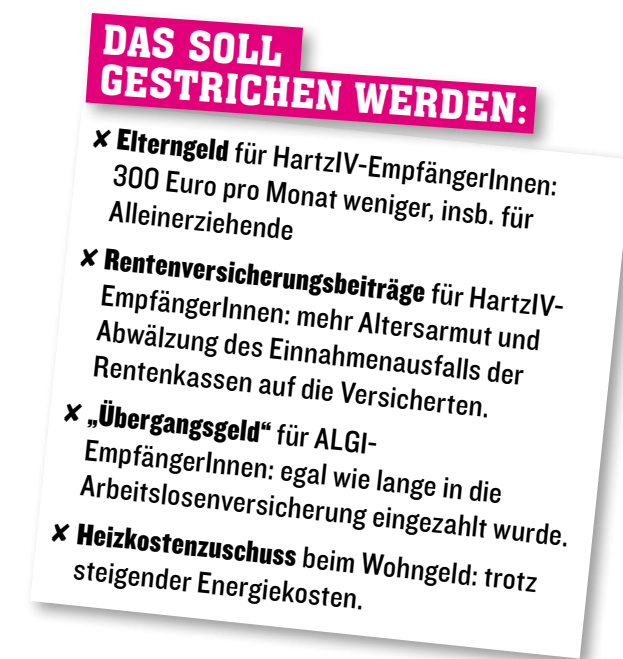 DAS SOLL
GESTRICHEN WERDEN:
✘ Elterngeld für HartzIV-EmpfängerInnen:
300 Euro pro Monat weniger, insb. für
Alleinerziehende
✘ Rentenversicherungsbeiträge für HartzIV-
EmpfängerInnen: mehr Altersarmut und
Abwälzung des Einnahmenausfalls der
Rentenkassen auf die Versicherten.
✘ „Übergangsgeld“ für ALGI-
EmpfängerInnen: egal wie lange in die
Arbeitslosenversicherung eingezahlt wurde.
✘ Heizkostenzuschuss beim Wohngeld: trotz
steigender Energiekosten.